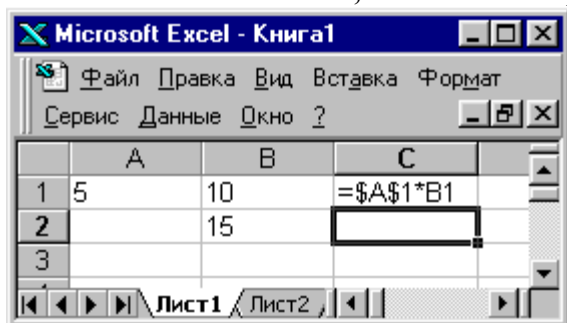 Microsoft Excel - Книга1
Файл Правка Вид Вставка Формат
Сервис Данные Окно ?
A B C
1 5 10 =$A$1*B1
2 15
3
Лист1 Лист2